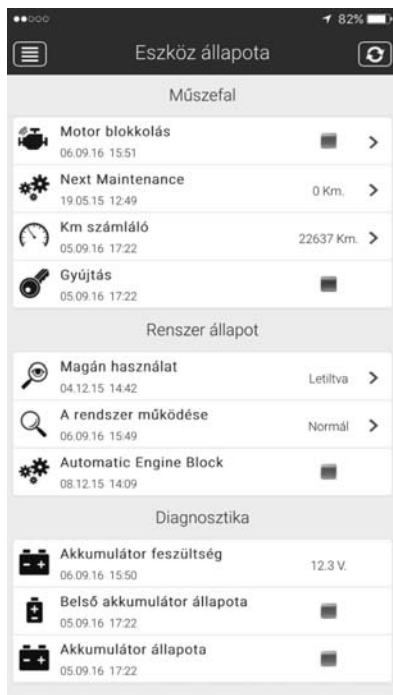 82%
Eszköz állapota
Műszefal
Motor blokkolás
06.09.16 15:51
Next Maintenance
19.05.15 12:49
0 Km.
Km számláló
05.09.16 17:22
22637 Km.
Gyújtás
05.09.16 17:22
Renszer állapot
Magán használat
04.12.15 14:42
Letiltva
A rendszer működése
06.09.16 15:49
Normál
Automatic Engine Block
08.12.15 14:09
Diagnosztika
Akkumulátor feszültség
06.09.16 15:50
12.3 V.
Belső akkumulátor állapota
05.09.16 17:22
Akkumulátor állapota
05.09.16 17:22